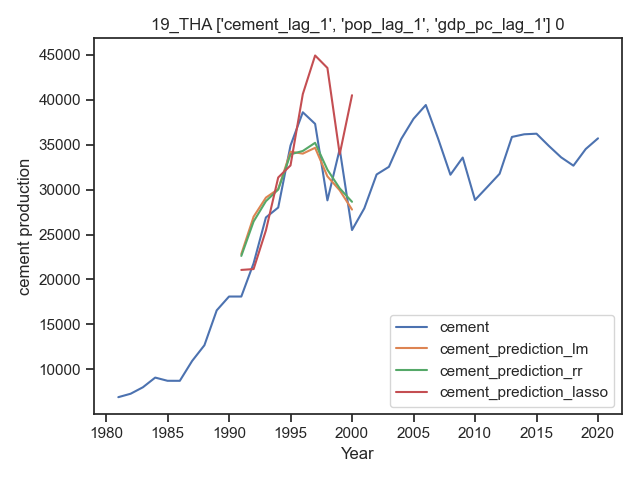 19_THA ['cement_lag_1', 'pop_lag_1', 'gdp_pc_lag_1'] 0
45000
40000
35000
30000
25000
20000
15000
10000
cement production
cement
cement_prediction_lm
cement_prediction_rr
cement_prediction_lasso
1980 1985 1990 1995 2000 2005 2010 2015 2020
Year